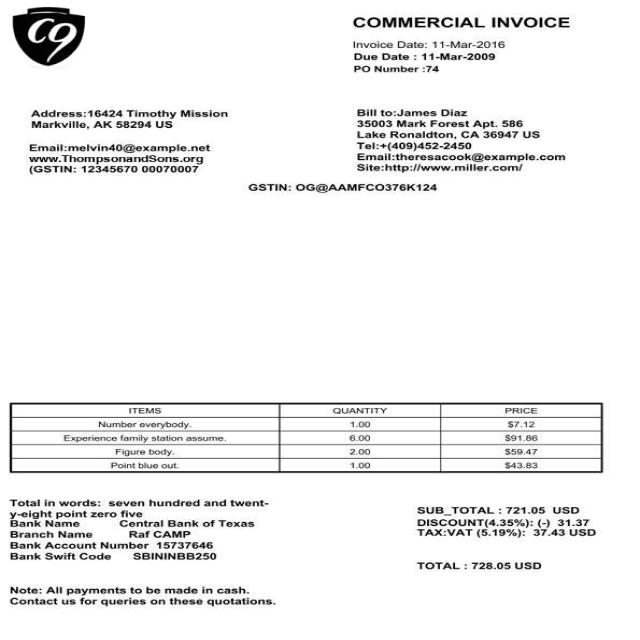 C9
COMMERCIAL INVOICE
Invoice Date: 11-Mar-2016
Due Date : 11-Mar-2009
PO Number :74
Address:16424 Timothy Mission
Markville, AK 58294 US
Email:melvin40@example.net
www.ThompsonandSons.org
(GSTIN: 12345670 00070007
Bill to:James Diaz
35003 Mark Forest Apt. 586
Lake Ronaldton, CA 36947 US
Tel:+(409)452-2450
Email:theresacook@example.com
Site:http://www.miller.com/
GSTIN: OG@AAMFCO376K124
ITEMS QUANTITY PRICE
Number everybody. 1.00 $7.12
Experience family station assume. 6.00 $91.86
Figure body. 2.00 $59.47
Point blue out. 1.00 $43.83
Total in words: seven hundred and twent-
y-eight point zero five
Bank Name Central Bank of Texas
Branch Name Raf CAMP
Bank Account Number 15737646
Bank Swift Code SBININBB250
SUB_TOTAL : 721.05 USD
DISCOUNT(4.35%): (-) 31.37
TAX:VAT (5.19%): 37.43 USD
TOTAL : 728.05 USD
Note: All payments to be made in cash.
Contact us for queries on these quotations.